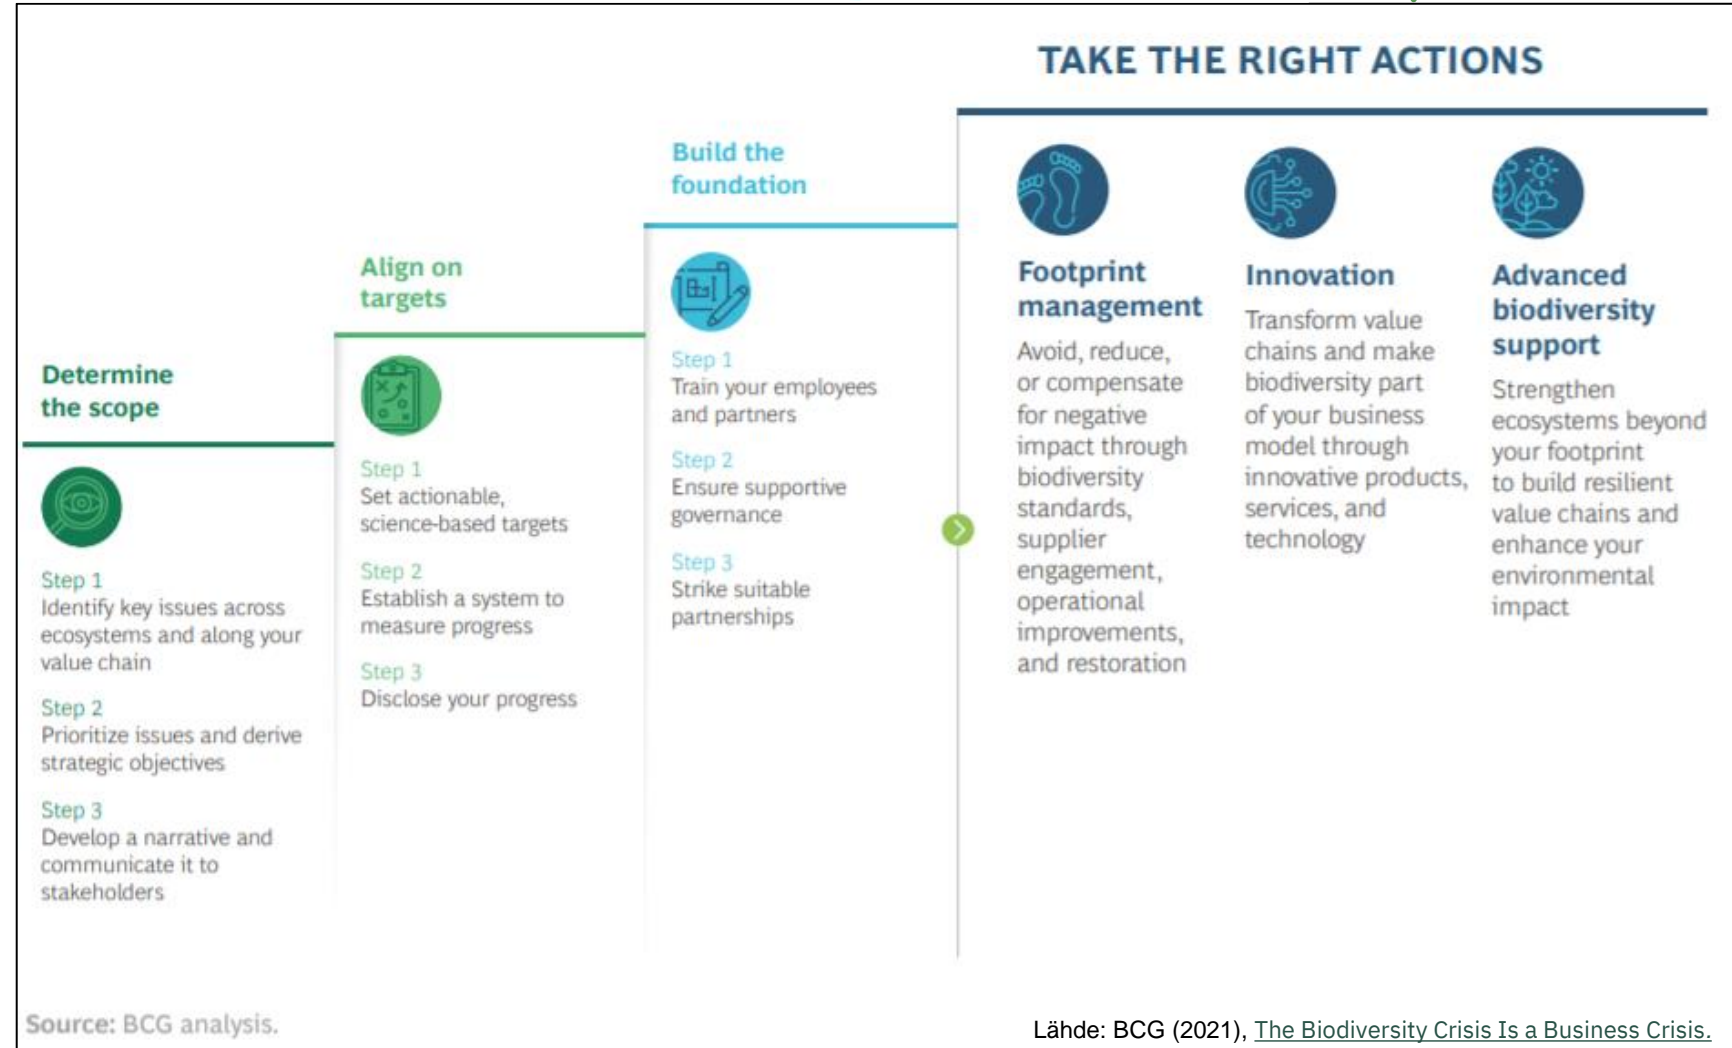 TAKE THE RIGHT ACTIONS
Determine
the scope
Step 1
Identify key issues across
ecosystems and along your
value chain
Step 2
Prioritize issues and derive
strategic objectives
Step 3
Develop a narrative and
communicate it to
stakeholders
Align on
targets
Step 1
Set actionable,
science-based targets
Step 2
Establish a system to
measure progress
Step 3
Disclose your progress
Build the
foundation
Step 1
Train your employees
and partners
Step 2
Ensure supportive
governance
Step 3
Strike suitable
partnerships
Footprint
management
Avoid, reduce,
or compensate
for negative
impact through
biodiversity
standards,
supplier
engagement,
operational
improvements,
and restoration
Innovation
Transform value
chains and make
biodiversity part
of your business
model through
innovative products,
services, and
technology
Advanced
biodiversity
support
Strengthen
ecosystems beyond
your footprint
to build resilient
value chains and
enhance your
environmental
impact
Source: BCG analysis.
Lähde: BCG (2021), The Biodiversity Crisis Is a Business Crisis.